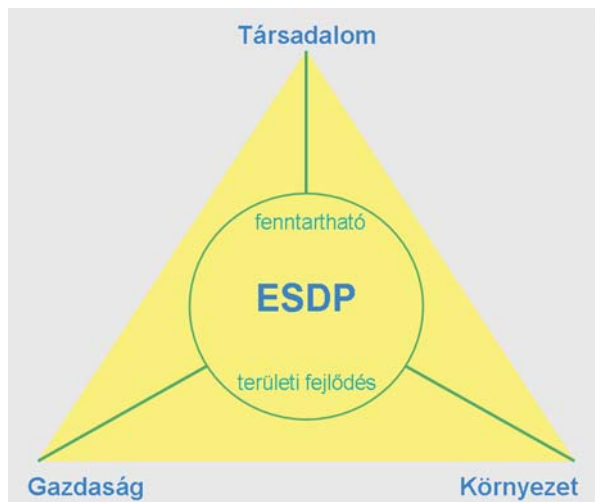 Társadalom
fenntartható
ESDP
területi fejlődés
Gazdaság
Környezet